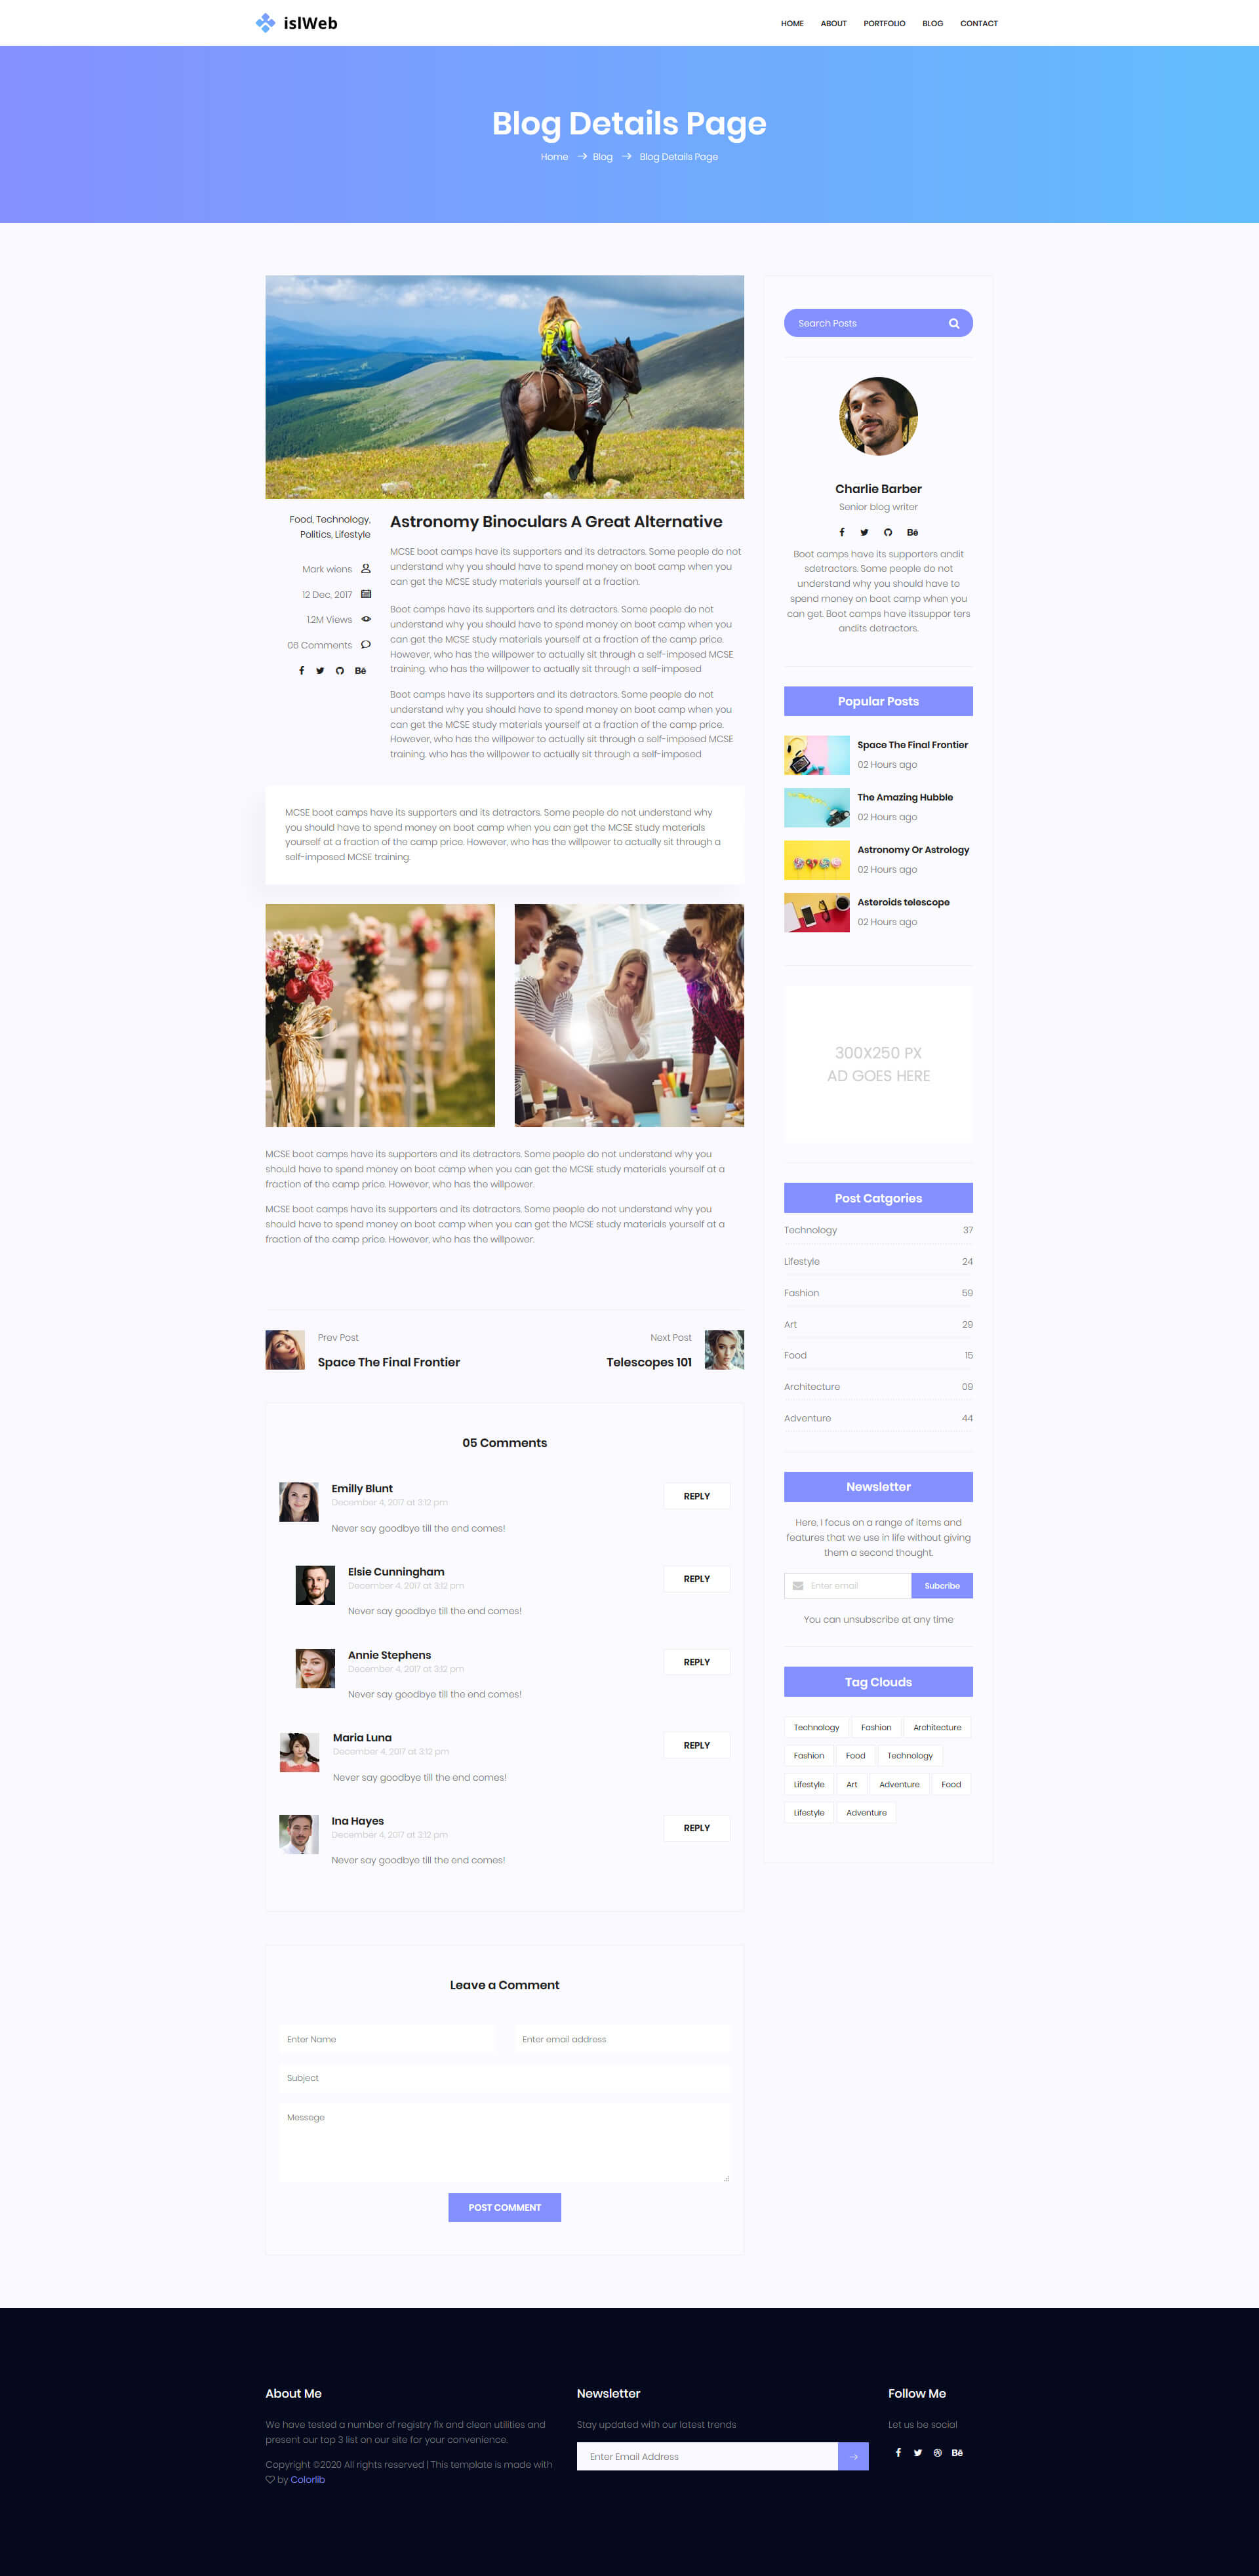 islWeb
HOME ABOUT PORTFOLIO BLOG CONTACT
Blog Details Page
Home → Blog → Blog Details Page
Food, Technology,
Politics, Lifestyle
Mark wiens
12 Dec, 2017
1.2M Views
06 Comments
Bē
Astronomy Binoculars A Great Alternative
MCSE boot camps have its supporters and its detractors. Some people do not
understand why you should have to spend money on boot camp when you
can get the MCSE study materials yourself at a fraction.
Boot camps have its supporters and its detractors. Some people do not
understand why you should have to spend money on boot camp when you
can get the MCSE study materials yourself at a fraction of the camp price.
However, who has the willpower to actually sit through a self-imposed MCSE
training. who has the willpower to actually sit through a self-imposed
Boot camps have its supporters and its detractors. Some people do not
understand why you should have to spend money on boot camp when you
can get the MCSE study materials yourself at a fraction of the camp price.
However, who has the willpower to actually sit through a self-imposed MCSE
training. who has the willpower to actually sit through a self-imposed
MCSE boot camps have its supporters and its detractors. Some people do not understand why
you should have to spend money on boot camp when you can get the MCSE study materials
yourself at a fraction of the camp price. However, who has the willpower to actually sit through a
self-imposed MCSE training.
MCSE boot camps have its supporters and its detractors. Some people do not understand why you
should have to spend money on boot camp when you can get the MCSE study materials yourself at a
fraction of the camp price. However, who has the willpower.
MCSE boot camps have its supporters and its detractors. Some people do not understand why you
should have to spend money on boot camp when you can get the MCSE study materials yourself at a
fraction of the camp price. However, who has the willpower.
Prev Post
Space The Final Frontier
Next Post
Telescopes 101
05 Comments
Emilly Blunt
December 4, 2017 at 3:12 pm
Never say goodbye till the end comes!
REPLY
Elsie Cunningham
December 4, 2017 at 3:12 pm
Never say goodbye till the end comes!
REPLY
Annie Stephens
December 4, 2017 at 3:12 pm
Never say goodbye till the end comes!
REPLY
Maria Luna
December 4, 2017 at 3:12 pm
Never say goodbye till the end comes!
REPLY
Ina Hayes
December 4, 2017 at 3:12 pm
Never say goodbye till the end comes!
REPLY
Leave a Comment
Enter Name
Enter email address
Subject
Messege
POST COMMENT
Search Posts
Charlie Barber
Senior blog writer
Bē
Boot camps have its supporters andit
sdetractors. Some people do not
understand why you should have to
spend money on boot camp when you
can get. Boot camps have itssuppor ters
andits detractors.
Popular Posts
Space The Final Frontier
02 Hours ago
The Amazing Hubble
02 Hours ago
Astronomy Or Astrology
02 Hours ago
Asteroids telescope
02 Hours ago
300X250 PX
AD GOES HERE
Post Catgories
Technology 37
Lifestyle 24
Fashion 59
Art 29
Food 15
Architecture 09
Adventure 44
Newsletter
Here, I focus on a range of items and
features that we use in life without giving
them a second thought.
Enter email
Subcribe
You can unsubscribe at any time
Tag Clouds
Technology Fashion Architecture
Fashion Food Technology
Lifestyle Art Adventure Food
Lifestyle Adventure
About Me
We have tested a number of registry fix and clean utilities and
present our top 3 list on our site for your convenience.
Copyright ©2020 All rights reserved | This template is made with
♡ by Colorlib
Newsletter
Stay updated with our latest trends
Enter Email Address →
Follow Me
Let us be social
Bē